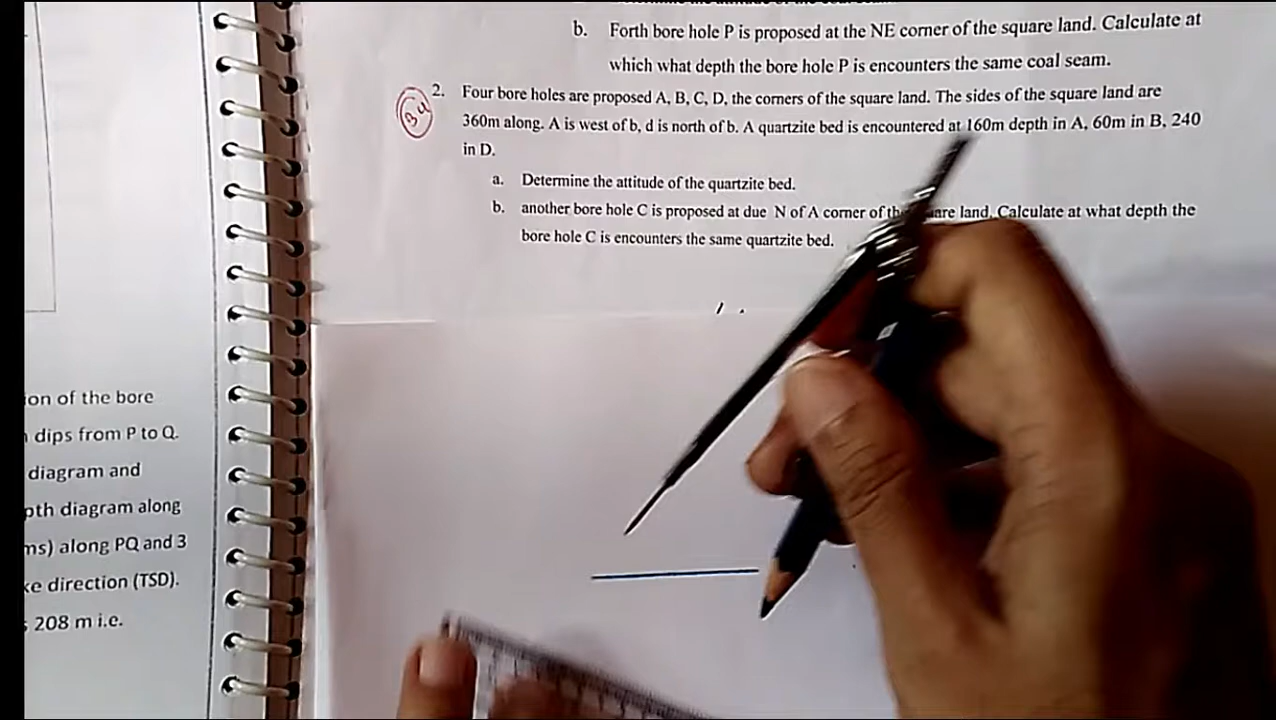 b. Forth bore hole P is proposed at the NE corner of the square land. Calculate at
which what depth the bore hole P is encounters the same coal seam.
2. Four bore holes are proposed A, B, C, D, the corners of the square land. The sides of the square land are
360m along. A is west of b, d is north of b. A quartzite bed is encountered at 160m depth in A, 60m in B, 240
in D.
a. Determine the attitude of the quartzite bed.
b. another bore hole C is proposed at due N of A corner of land. Calculate at what depth the
bore hole C is encounters the same quartzite bed.
of the bore
dips from P to Q.
diagram and
diagram along
along PQ and 3
direction (TSD).
208 m i.e.